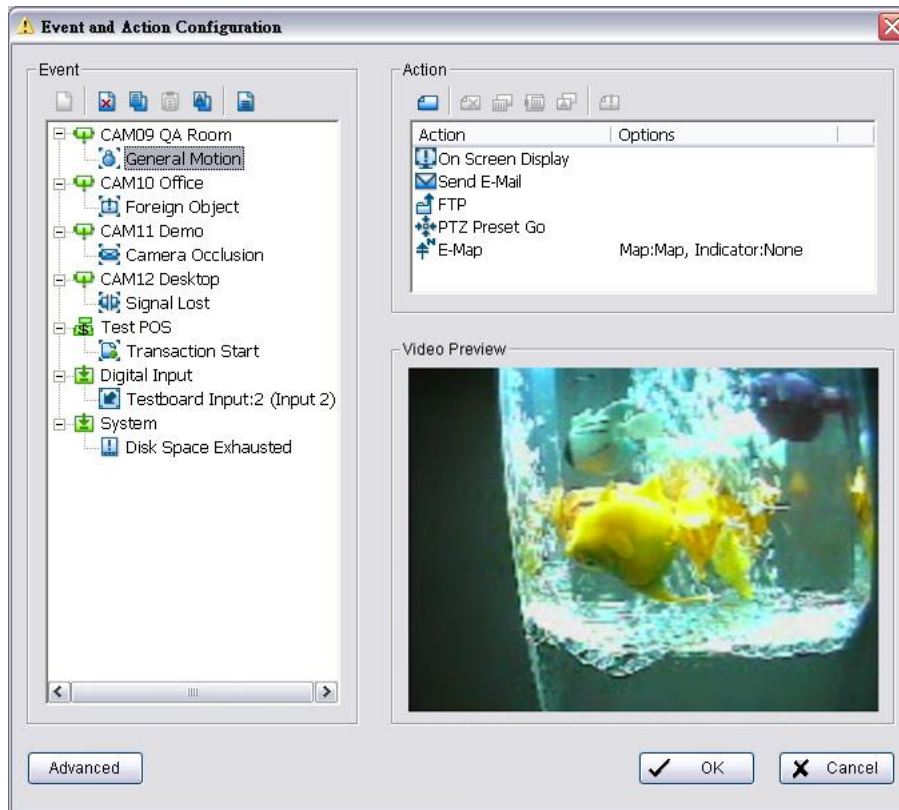 Event and Action Configuration
Event
CAM09 QA Room
General Motion
CAM10 Office
Foreign Object
CAM11 Demo
Camera Occlusion
CAM12 Desktop
Signal Lost
Test POS
Transaction Start
Digital Input
Testboard Input:2 (Input 2)
System
Disk Space Exhausted
Action
Action Options
On Screen Display
Send E-Mail
FTP
PTZ Preset Go
E-Map Map:Map, Indicator:None
Video Preview
Advanced
OK
Cancel